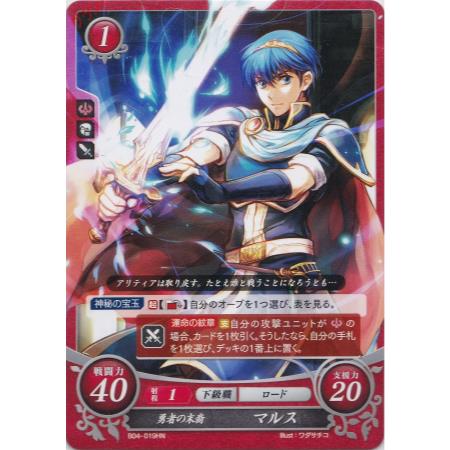 1
アリティアは取り戻す。たとえ姉と戦うことになろうとも…
神秘の宝玉 起 自分のオーブを1つ選び、表を見る。
運命の紋章 支 自分の攻撃ユニットが
の場合、カードを1枚引く。そうしたなら、自分の手札
を1枚選び、デッキの1番上に置く。
戦闘力
40
射程
1
下級職
ロード
支援力
20
勇者の末裔 マルス
B04-019HN
Illust：ワダサチコ